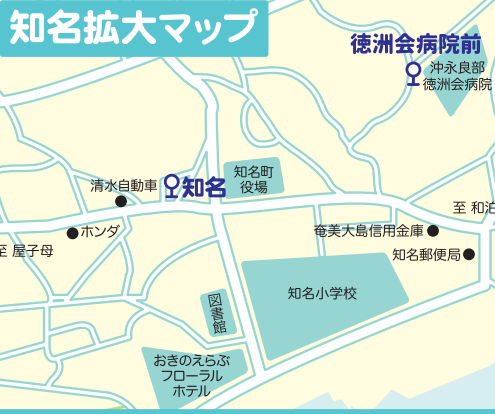 知名拡大マップ
徳洲会病院前
沖永良部
徳洲会病院
清水自動車
知名
知名町
役場
至 和泊
ホンダ
奄美大島信用金庫
至 屋子母
知名郵便局
知名小学校
図書館
おきのえらぶ
フローラル
ホテル